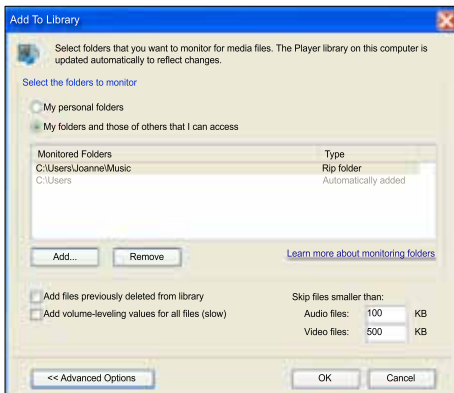 Add To Library
Select folders that you want to monitor for media files. The Player library on this computer is
updated automatically to reflect changes.
Select the folders to monitor
My personal folders
My folders and those of others that I can access
Monitored Folders Type
C:\Users\Joanne\Music Rip folder
C:\Users Automatically added
Add... Remove Learn more about monitoring folders
Add files previously deleted from library
Add volume-leveling values for all files (slow)
Skip files smaller than:
Audio files: 100 KB
Video files: 500 KB
<< Advanced Options OK Cancel